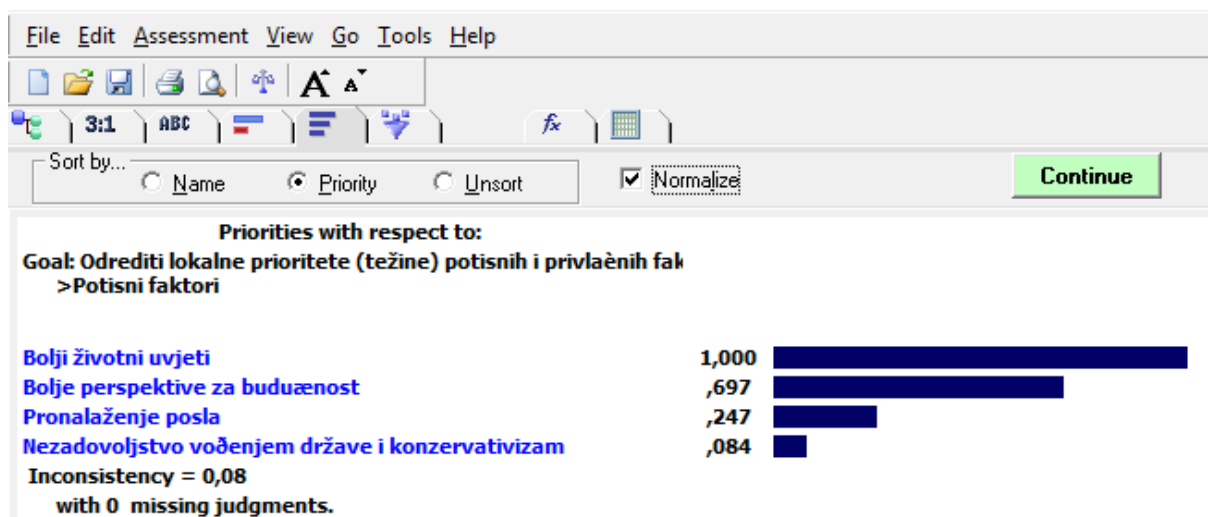 File Edit Assessment View Go Tools Help
A A
3:1 ABC fx
Sort by... Name Priority Unsort Normalize Continue
Priorities with respect to:
Goal: Odrediti lokalne prioritete (težine) potisnih i privlaènih fak
>Potisni faktori
Bolji životni uvjeti 1,000
Bolje perspektive za buduænost ,697
Pronalaženje posla ,247
Nezadovoljstvo voðenjem države i konzervativizam ,084
Inconsistency = 0,08
with 0 missing judgments.